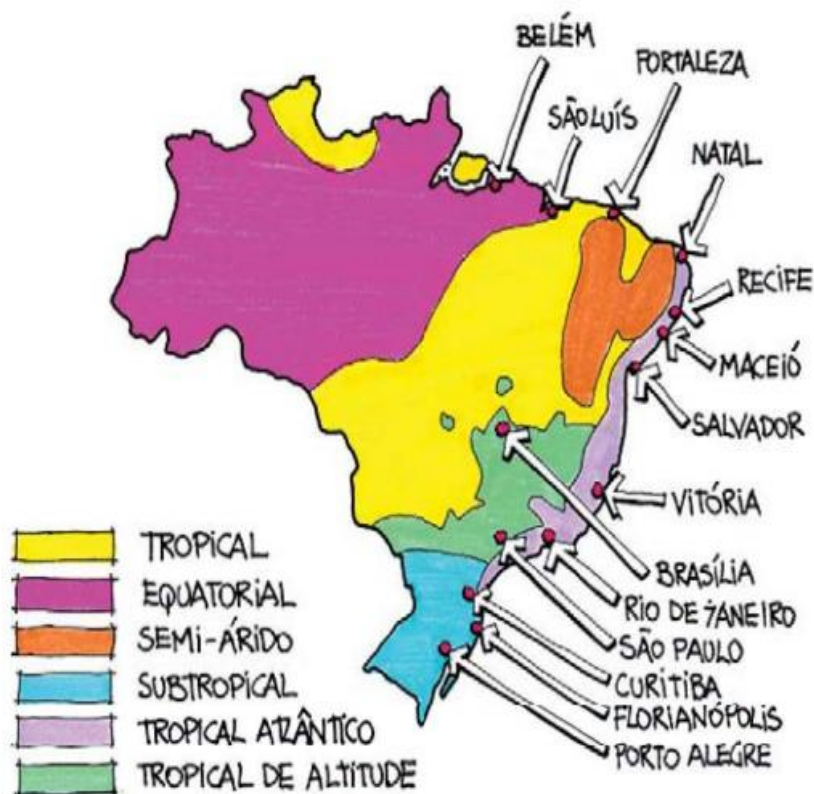 BELÉM
FORTALEZA
SÃO LUÍS
NATAL
RECIFE
MACEIÓ
SALVADOR
VITÓRIA
BRASÍLIA
RIO DE JANEIRO
SÃO PAULO
CURITIBA
FLORIANÓPOLIS
PORTO ALEGRE
TROPICAL
EQUATORIAL
SEMI-ÁRIDO
SUBTROPICAL
TROPICAL ATLÂNTICO
TROPICAL DE ALTITUDE